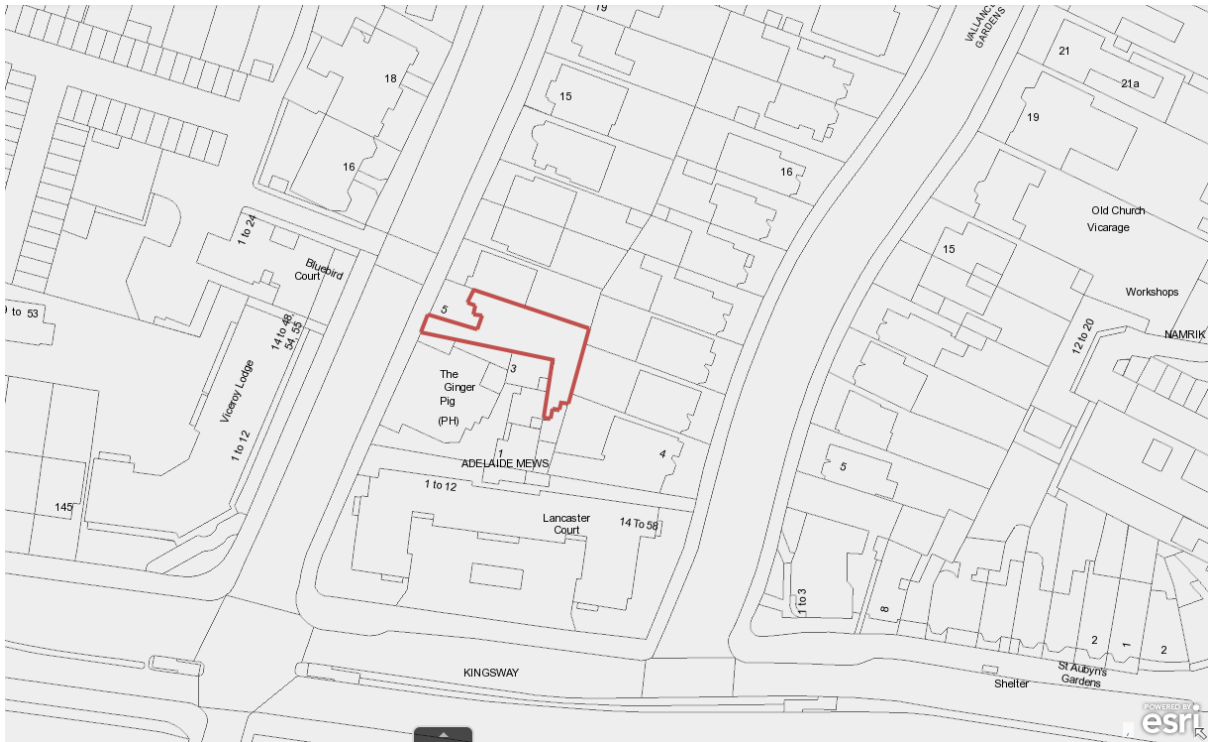 19
VALLANCE
GARDENS
21
21a
18
15
19
16
16
Old Church
Vicarage
1 to 24
Bluebird
Court
15
Workshops
5
14 to 48,
54, 55
to 53
NAMRIK
12 to 20
The
Ginger
Pig
(PH)
3
Viceroy Lodge
1 to 12
1
ADELAIDE MEWS
4
5
1 to 12
145
Lancaster
Court
14 To 58
1 to 3
8
2
1
2
KINGSWAY
St Aubyn's
Gardens
Shelter
POWERED BY
esri